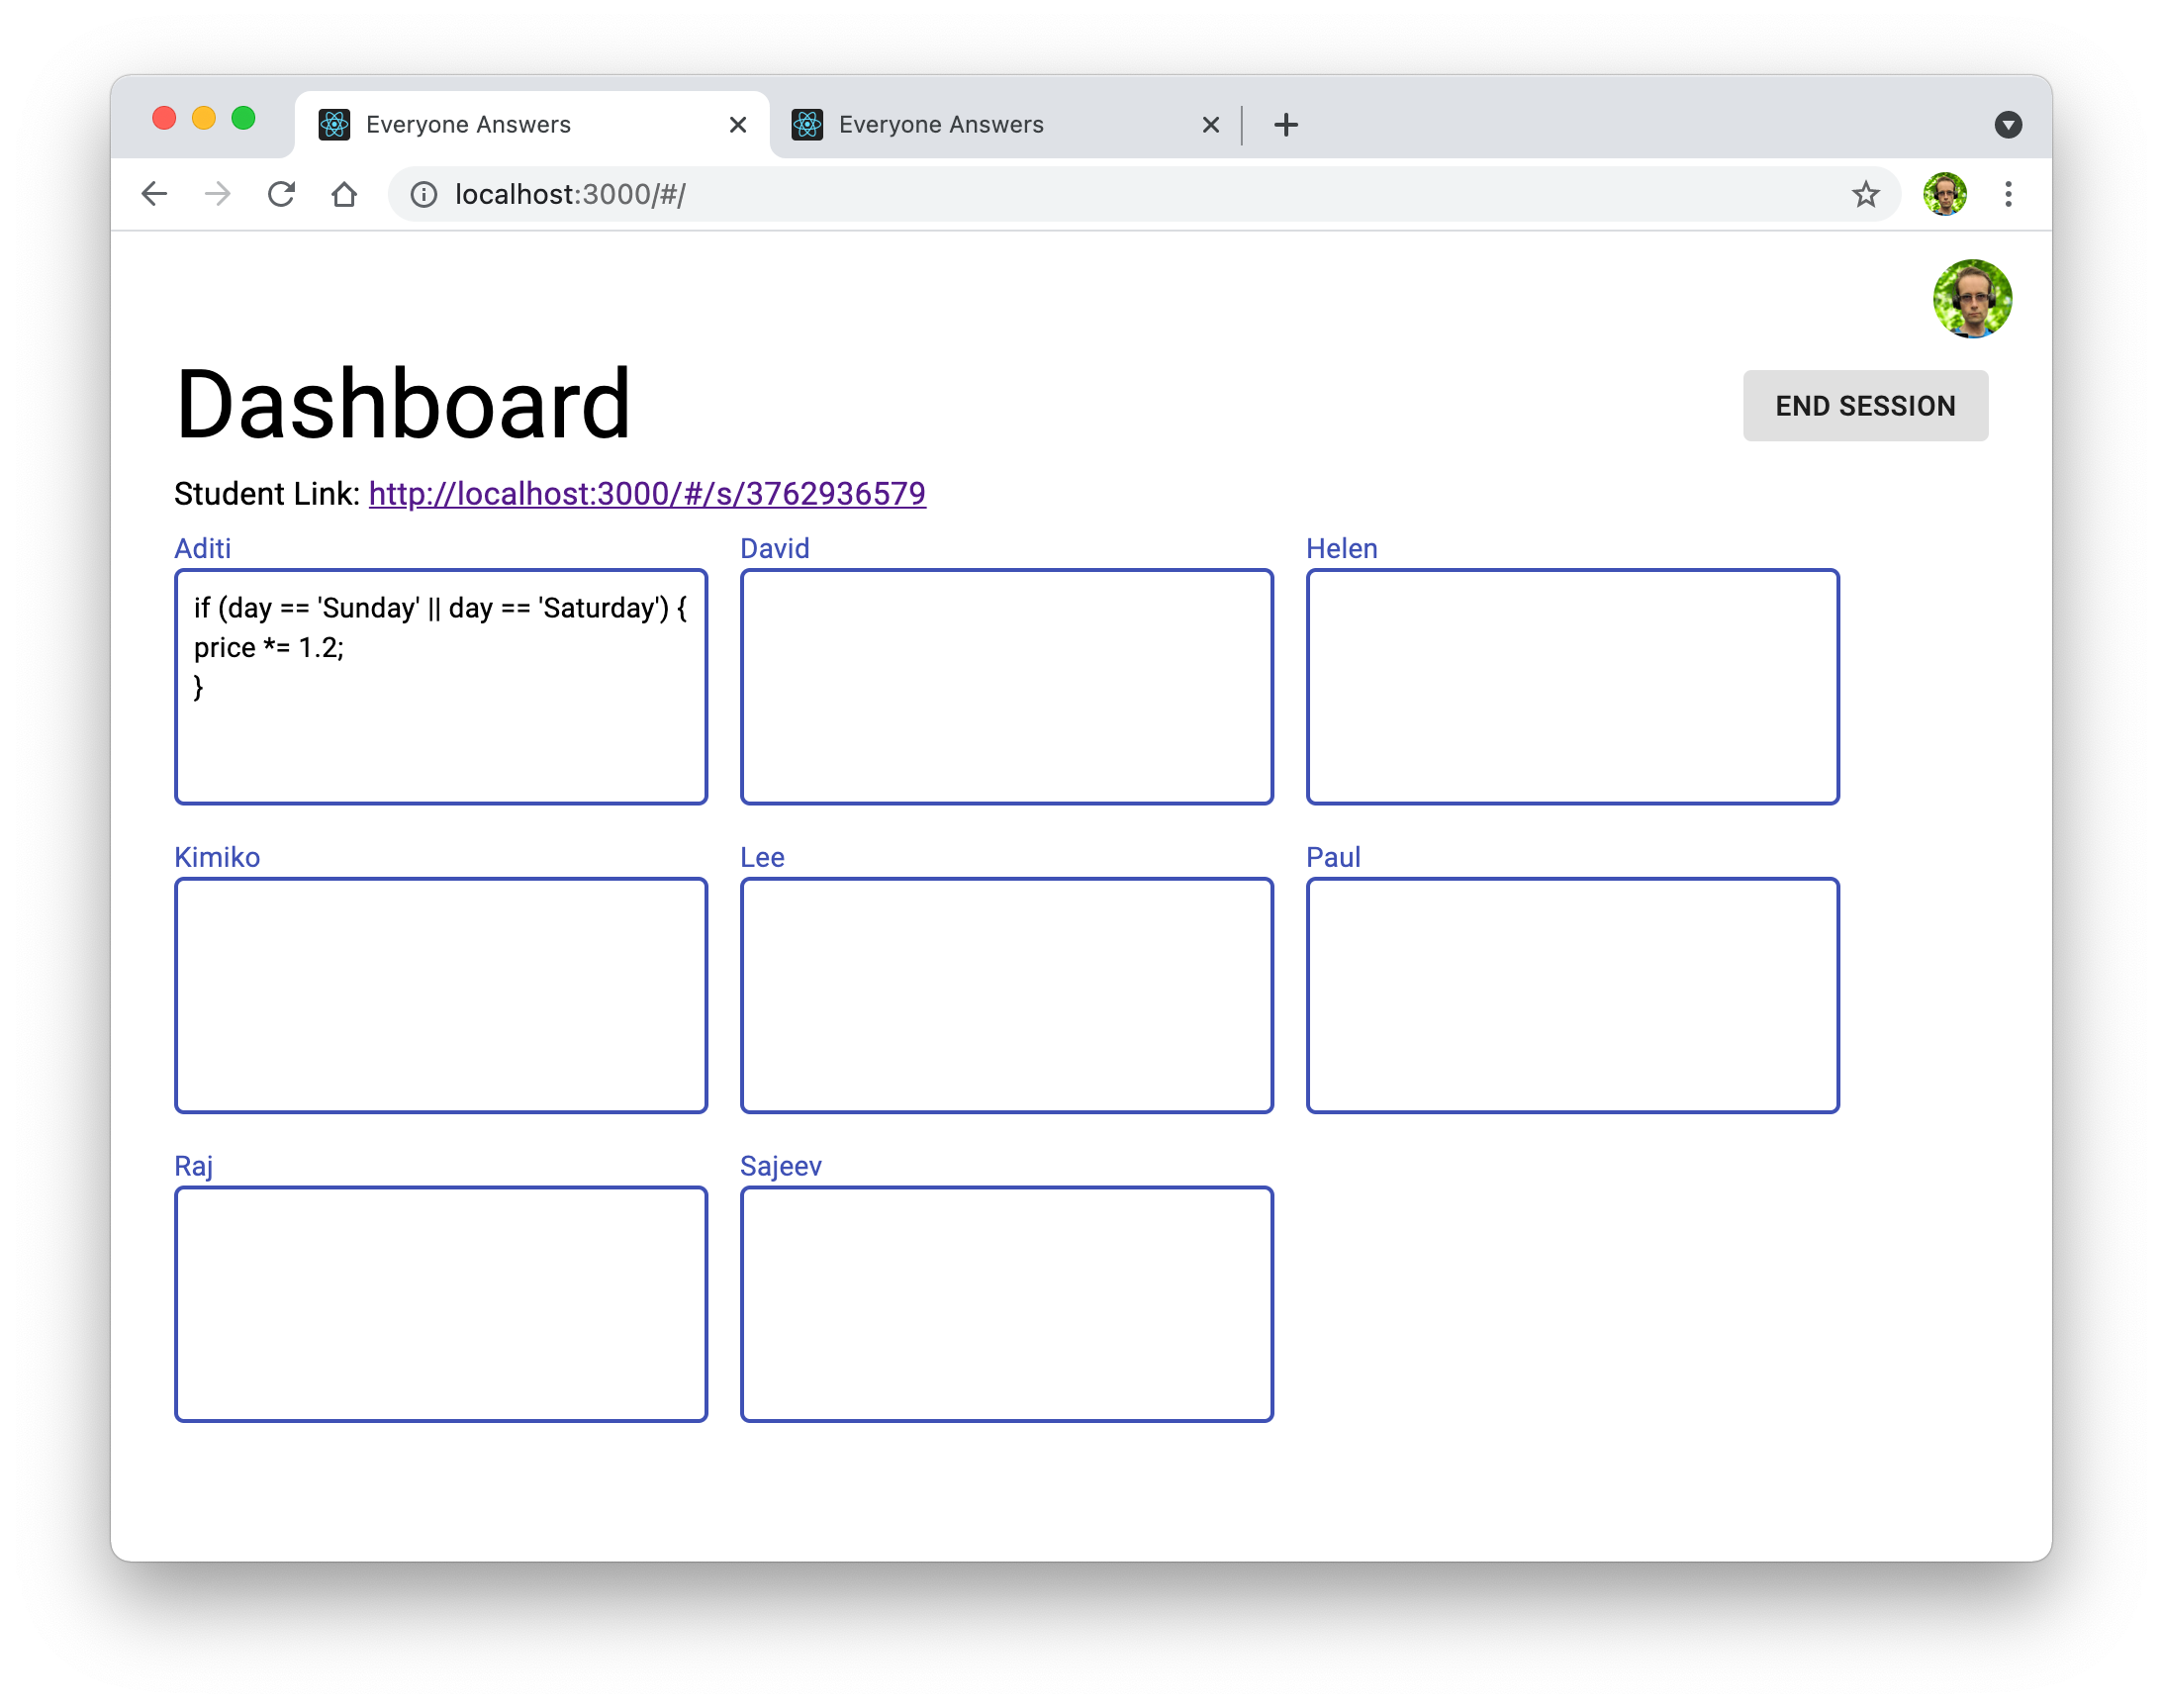 Everyone Answers
Everyone Answers
localhost:3000/#/
Dashboard
END SESSION
Student Link: http://localhost:3000/#/s/3762936579
Aditi
if (day == 'Sunday' || day == 'Saturday') {
price *= 1.2;
}
David
Helen
Kimiko
Lee
Paul
Raj
Sajeev